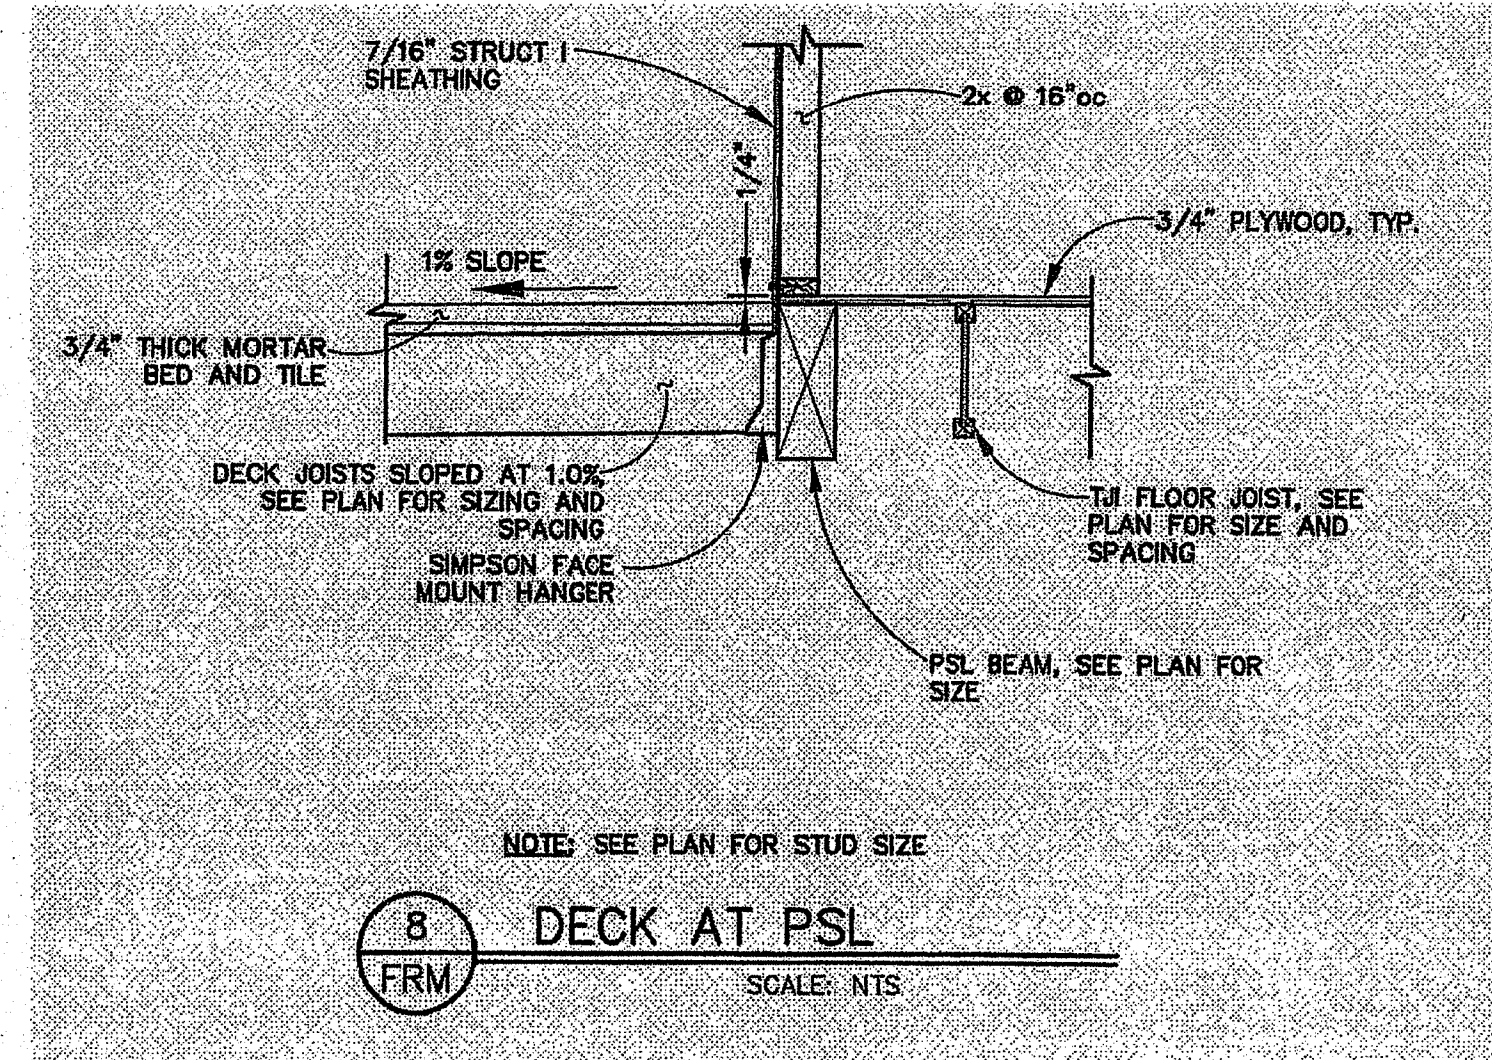 7/16" STRUCT I
SHEATHING
2x @ 16"oc
1/4"
3/4" PLYWOOD, TYP.
1% SLOPE
3/4" THICK MORTAR
BED AND TILE
DECK JOISTS SLOPED AT 1.0%,
SEE PLAN FOR SIZING AND
SPACING
SIMPSON FACE
MOUNT HANGER
TJI FLOOR JOIST, SEE
PLAN FOR SIZE AND
SPACING
PSL BEAM, SEE PLAN FOR
SIZE
NOTE: SEE PLAN FOR STUD SIZE
8
FRM
DECK AT PSL
SCALE: NTS